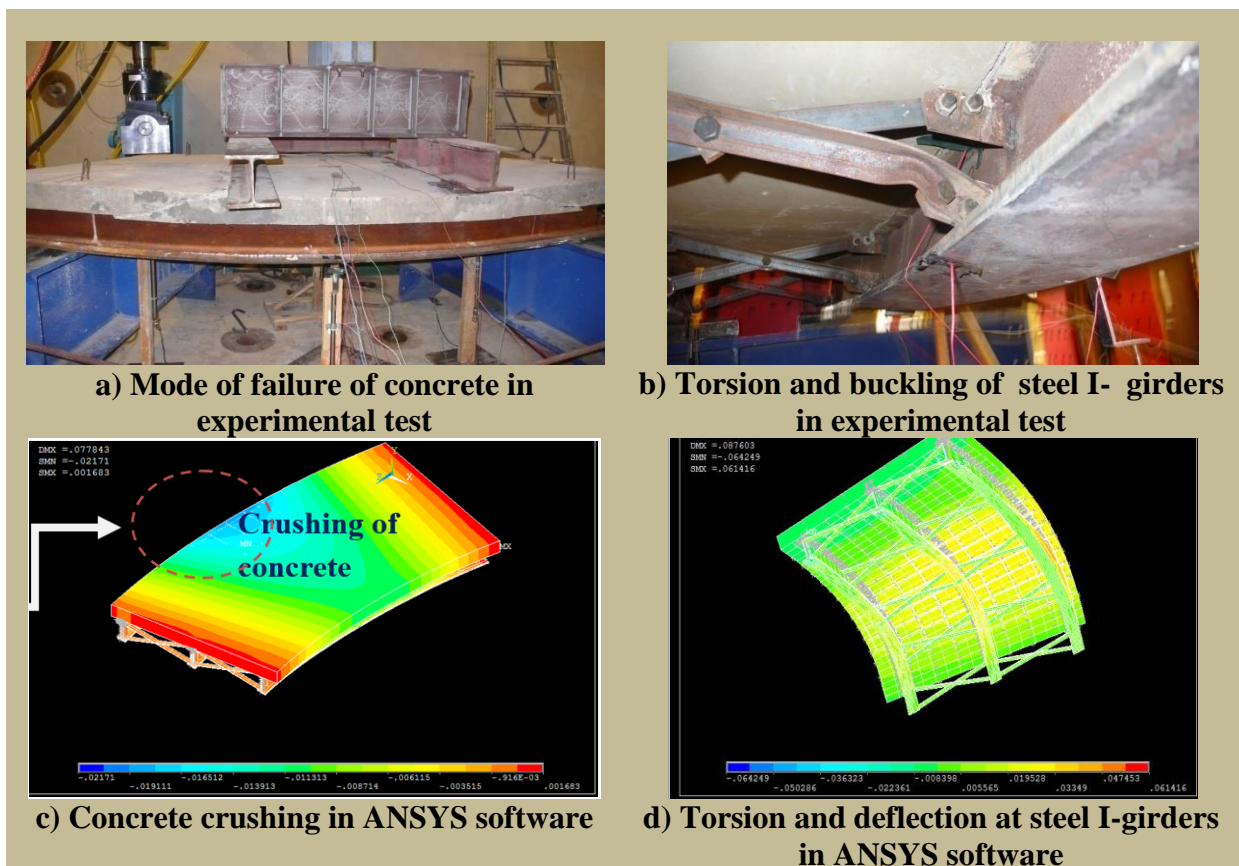 a) Mode of failure of concrete in
experimental test
b) Torsion and buckling of steel I- girders
in experimental test
DMX =.077843
SMN =-.02171
SMX =.001683
Y
Z
X
Crushing of
MN
concrete
MX
-.02171
-.016512
-.011313
-.006115
-.916E-03
-.019111
-.013913
-.008714
-.003515
.001683
c) Concrete crushing in ANSYS software
DMX =.087603
SMN =-.064249
SMX =.061416
-.064249
-.036323
-.008398
.019528
.047453
-.050286
-.022361
.005565
.03349
.061416
d) Torsion and deflection at steel I-girders
in ANSYS software